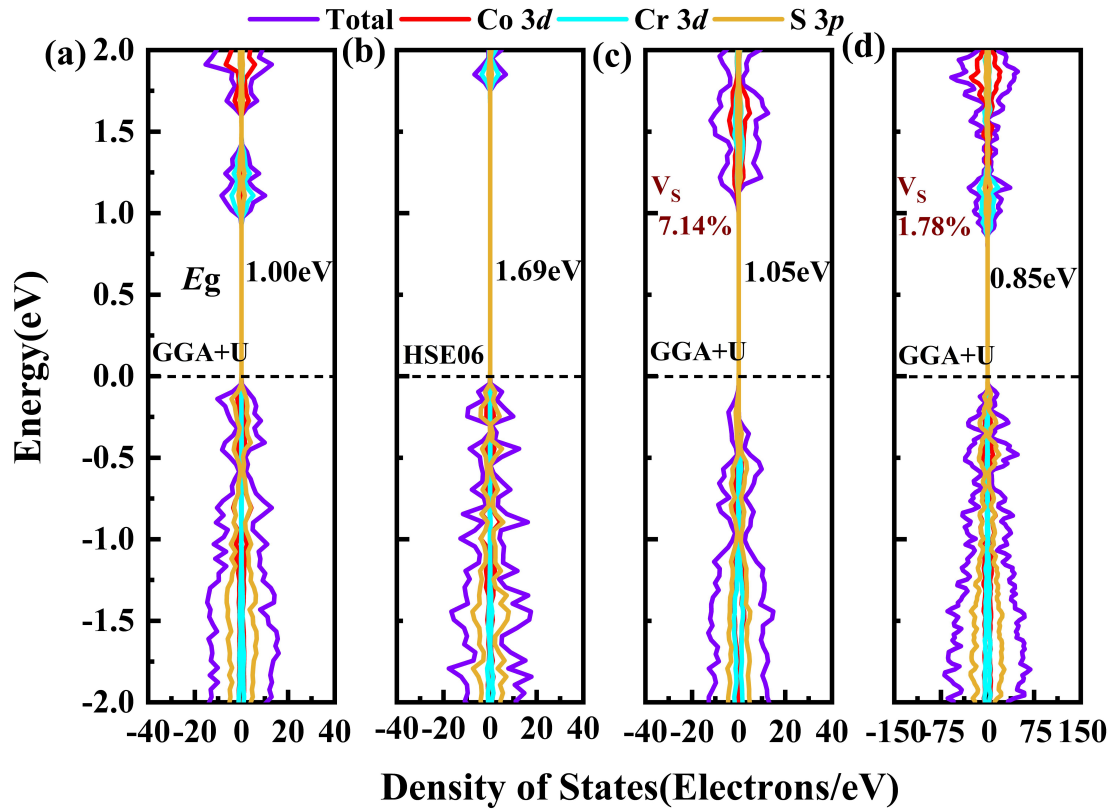 Total Co 3d Cr 3d S 3p
(a) (b) (c) (d)
2.0
1.5
1.0
0.5
0.0
-0.5
-1.0
-1.5
-2.0
Energy(eV)
Eg 1.00eV
GGA+U
1.69eV
HSE06
VS
7.14%
1.05eV
GGA+U
VS
1.78%
0.85eV
GGA+U
-40 -20 0 20 40
-40 -20 0 20 40
-40 -20 0 20 40
-150 -75 0 75 150
Density of States(Electrons/eV)